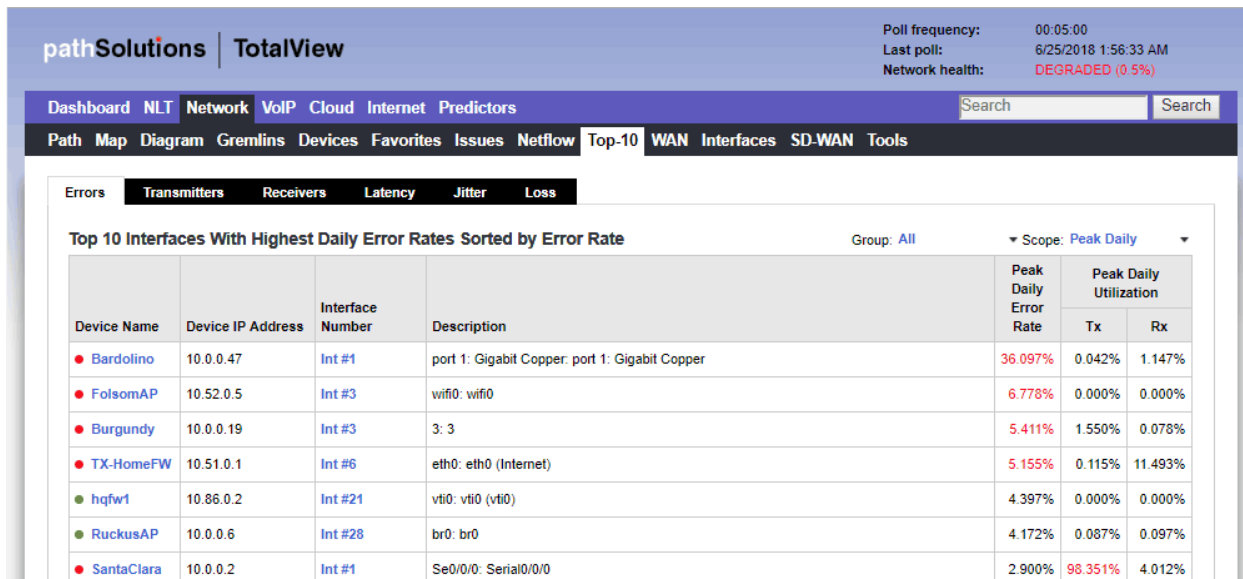 pathSolutions | TotalView
Poll frequency: 00:05:00
Last poll: 6/25/2018 1:56:33 AM
Network health: DEGRADED (0.5%)
Dashboard NLT Network VoIP Cloud Internet Predictors Search Search
Path Map Diagram Gremlins Devices Favorites Issues Netflow Top-10 WAN Interfaces SD-WAN Tools
Errors Transmitters Receivers Latency Jitter Loss
Top 10 Interfaces With Highest Daily Error Rates Sorted by Error Rate Group: All Scope: Peak Daily
Device Name Device IP Address Interface Number Description Peak Daily Error Rate Peak Daily Utilization Tx Rx
Bardolino 10.0.0.47 Int #1 port 1: Gigabit Copper: port 1: Gigabit Copper 36.097% 0.042% 1.147%
FolsomAP 10.52.0.5 Int #3 wifi0: wifi0 6.778% 0.000% 0.000%
Burgundy 10.0.0.19 Int #3 3: 3 5.411% 1.550% 0.078%
TX-HomeFW 10.51.0.1 Int #6 eth0: eth0 (Internet) 5.155% 0.115% 11.493%
hqfw1 10.86.0.2 Int #21 vti0: vti0 (vti0) 4.397% 0.000% 0.000%
RuckusAP 10.0.0.6 Int #28 br0: br0 4.172% 0.087% 0.097%
SantaClara 10.0.0.2 Int #1 Se0/0/0: Serial0/0/0 2.900% 98.351% 4.012%